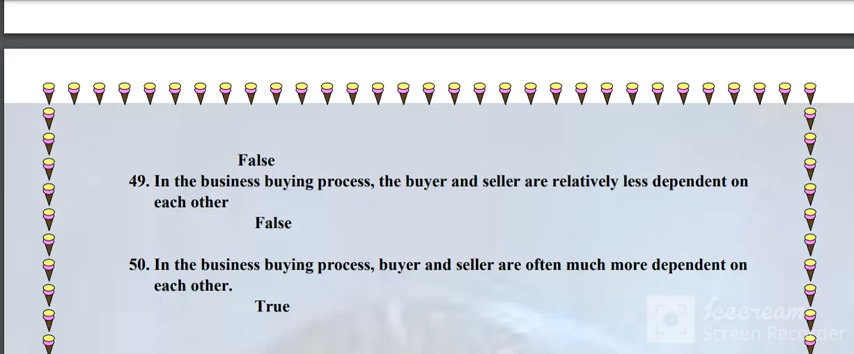 False
49. In the business buying process, the buyer and seller are relatively less dependent on
each other
False
50. In the business buying process, buyer and seller are often much more dependent on
each other.
True
Icecream
Screen Recorder